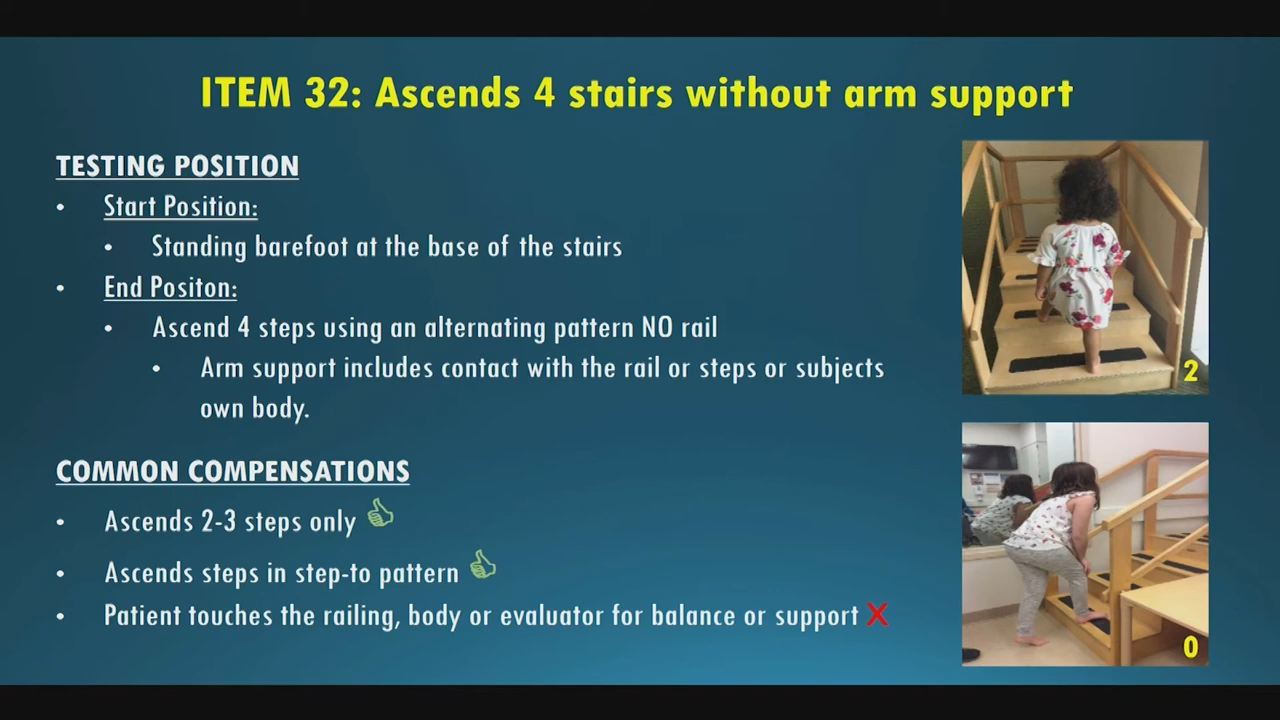 ITEM 32: Ascends 4 stairs without arm support
TESTING POSITION
• Start Position:
• Standing barefoot at the base of the stairs
• End Positon:
• Ascend 4 steps using an alternating pattern NO rail
• Arm support includes contact with the rail or steps or subjects
own body.
COMMON COMPENSATIONS
• Ascends 2-3 steps only
• Ascends steps in step-to pattern
• Patient touches the railing, body or evaluator for balance or support X
2
0